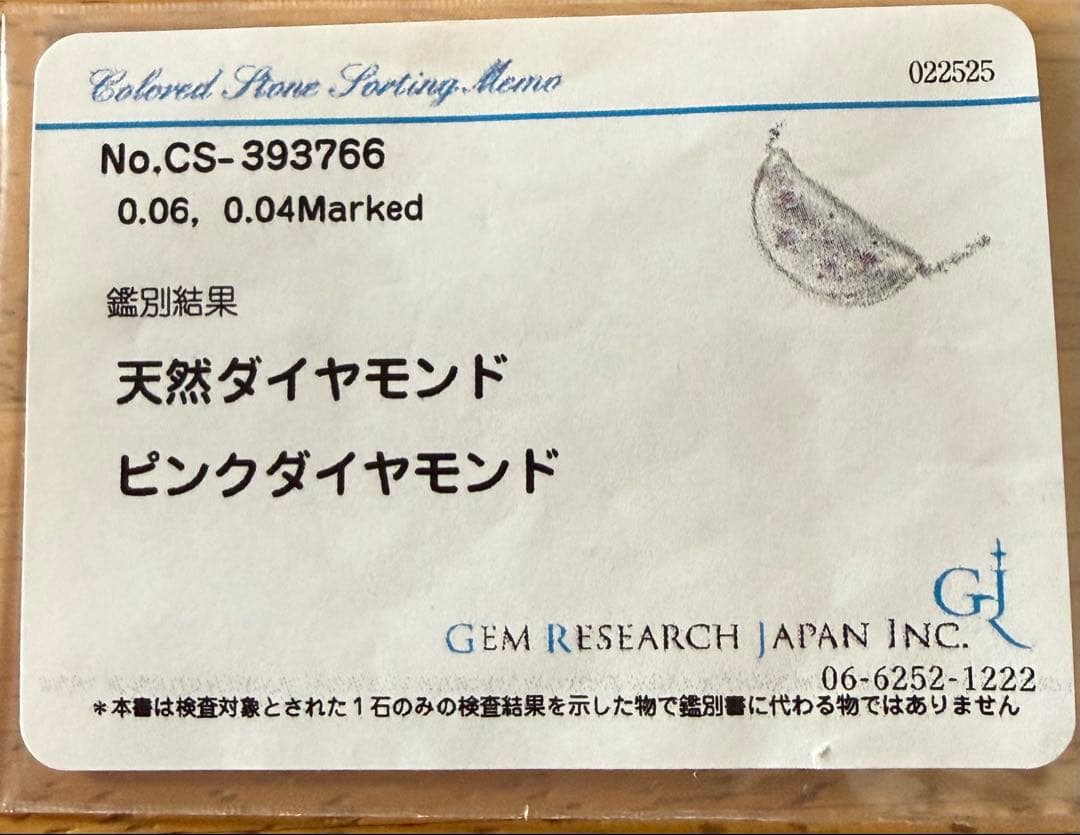 Colored Stone Sorting Memo
022525
No.CS-393766
0.06, 0.04Marked
鑑別結果
天然ダイヤモンド
ピンクダイヤモンド
GJR
GEM RESEARCH JAPAN INC.
06-6252-1222
*本書は検査対象とされた1石のみの検査結果を示した物で鑑別書に代わる物ではありません